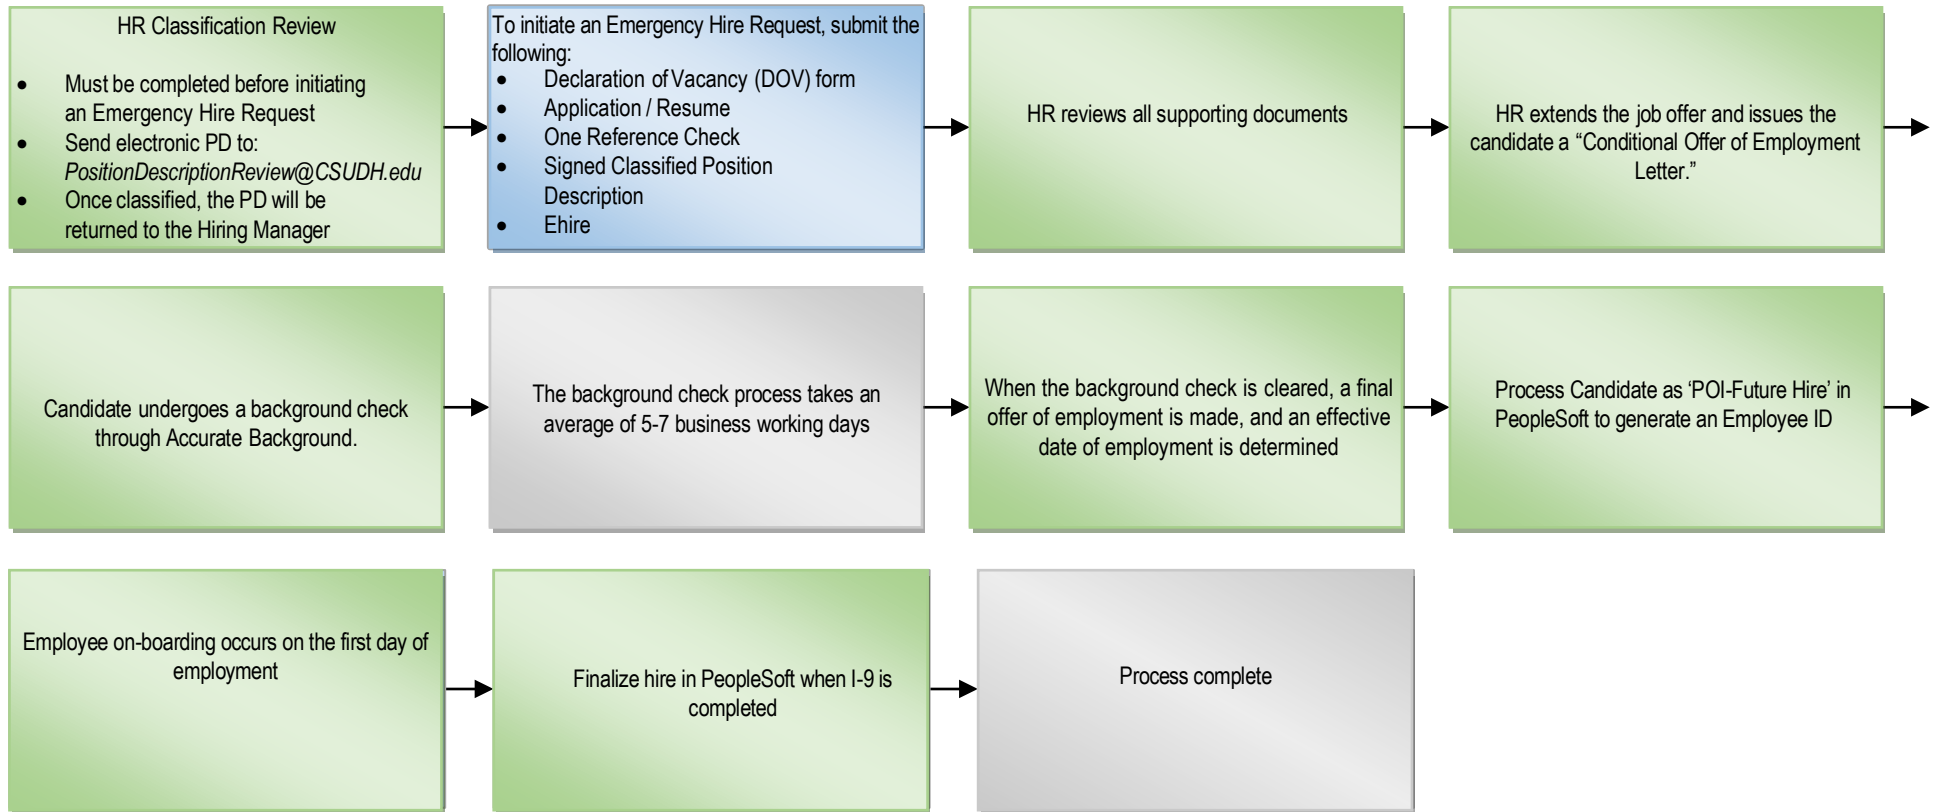 HR Classification Review
• Must be completed before initiating
an Emergency Hire Request
• Send electronic PD to:
PositionDescriptionReview@CSUDH.edu
• Once classified, the PD will be
returned to the Hiring Manager
To initiate an Emergency Hire Request, submit the
following:
• Declaration of Vacancy (DOV) form
• Application / Resume
• One Reference Check
• Signed Classified Position
Description
• Ehire
HR reviews all supporting documents
HR extends the job offer and issues the
candidate a “Conditional Offer of Employment
Letter.”
Candidate undergoes a background check
through Accurate Background.
The background check process takes an
average of 5-7 business working days
When the background check is cleared, a final
offer of employment is made, and an effective
date of employment is determined
Process Candidate as ‘POI-Future Hire’ in
PeopleSoft to generate an Employee ID
Employee on-boarding occurs on the first day of
employment
Finalize hire in PeopleSoft when I-9 is
completed
Process complete